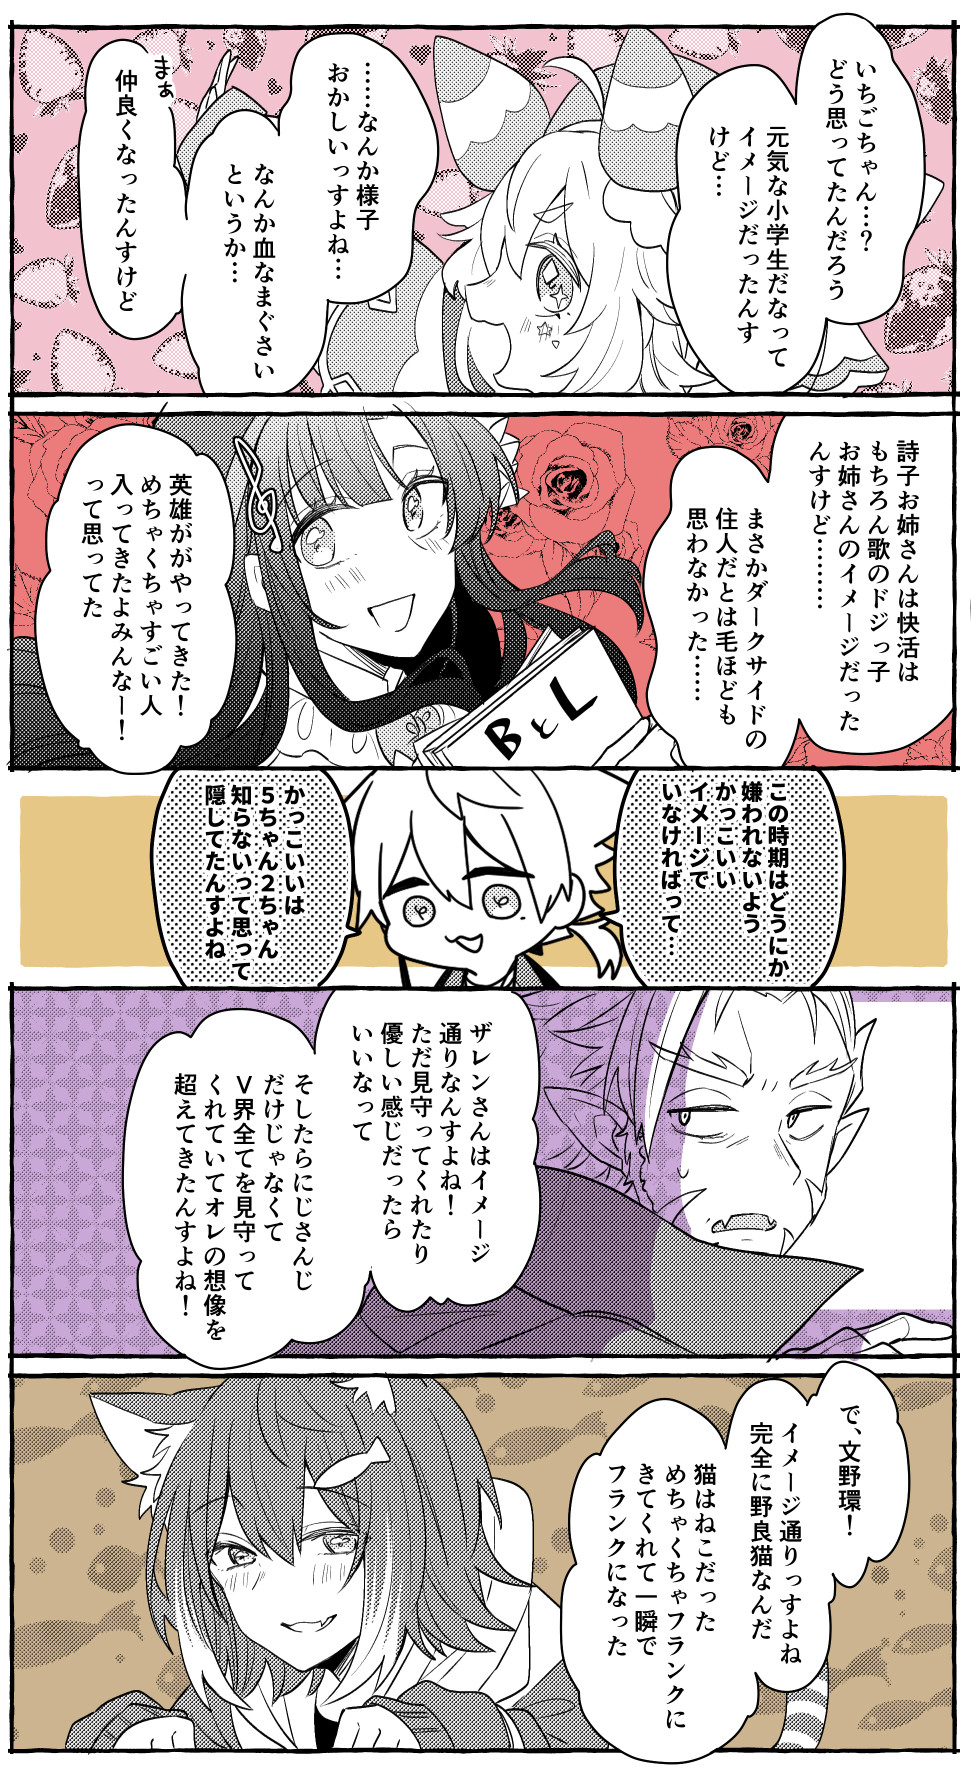 いちごちゃん…?
どう思ってたんだろう
元気な小学生だなって
イメージだったんす
けど…
……なんか様子
おかしいっすよね…
なんか血なまぐさい
というか…
まぁ
仲良くなったんすけど
詩子お姉さんは快活は
もちろん歌のドジっ子
お姉さんのイメージだった
んすけど………
まさかダークサイドの
住人だとは毛ほども
思わなかった……
BとL
英雄ががやってきた!
めちゃくちゃすごい人
入ってきたよみんなー!
って思ってた
この時期はどうにか
嫌われないよう
かっこいい
イメージで
いなければって…
かっこいいは
5ちゃん2ちゃん
知らないって思って
隠してたんすよね
ザレンさんはイメージ
通りなんすよね!
ただ見守ってくれたり
優しい感じだったら
いいなって
そしたらにじさんじ
だけじゃなくて
V界全てを見守って
くれていてオレの想像を
超えてきたんすよね!
で、文野環!
イメージ通りっすよね
完全に野良猫なんだ
猫はねこだった
めちゃくちゃフランクに
きてくれて一瞬で
フランクになった